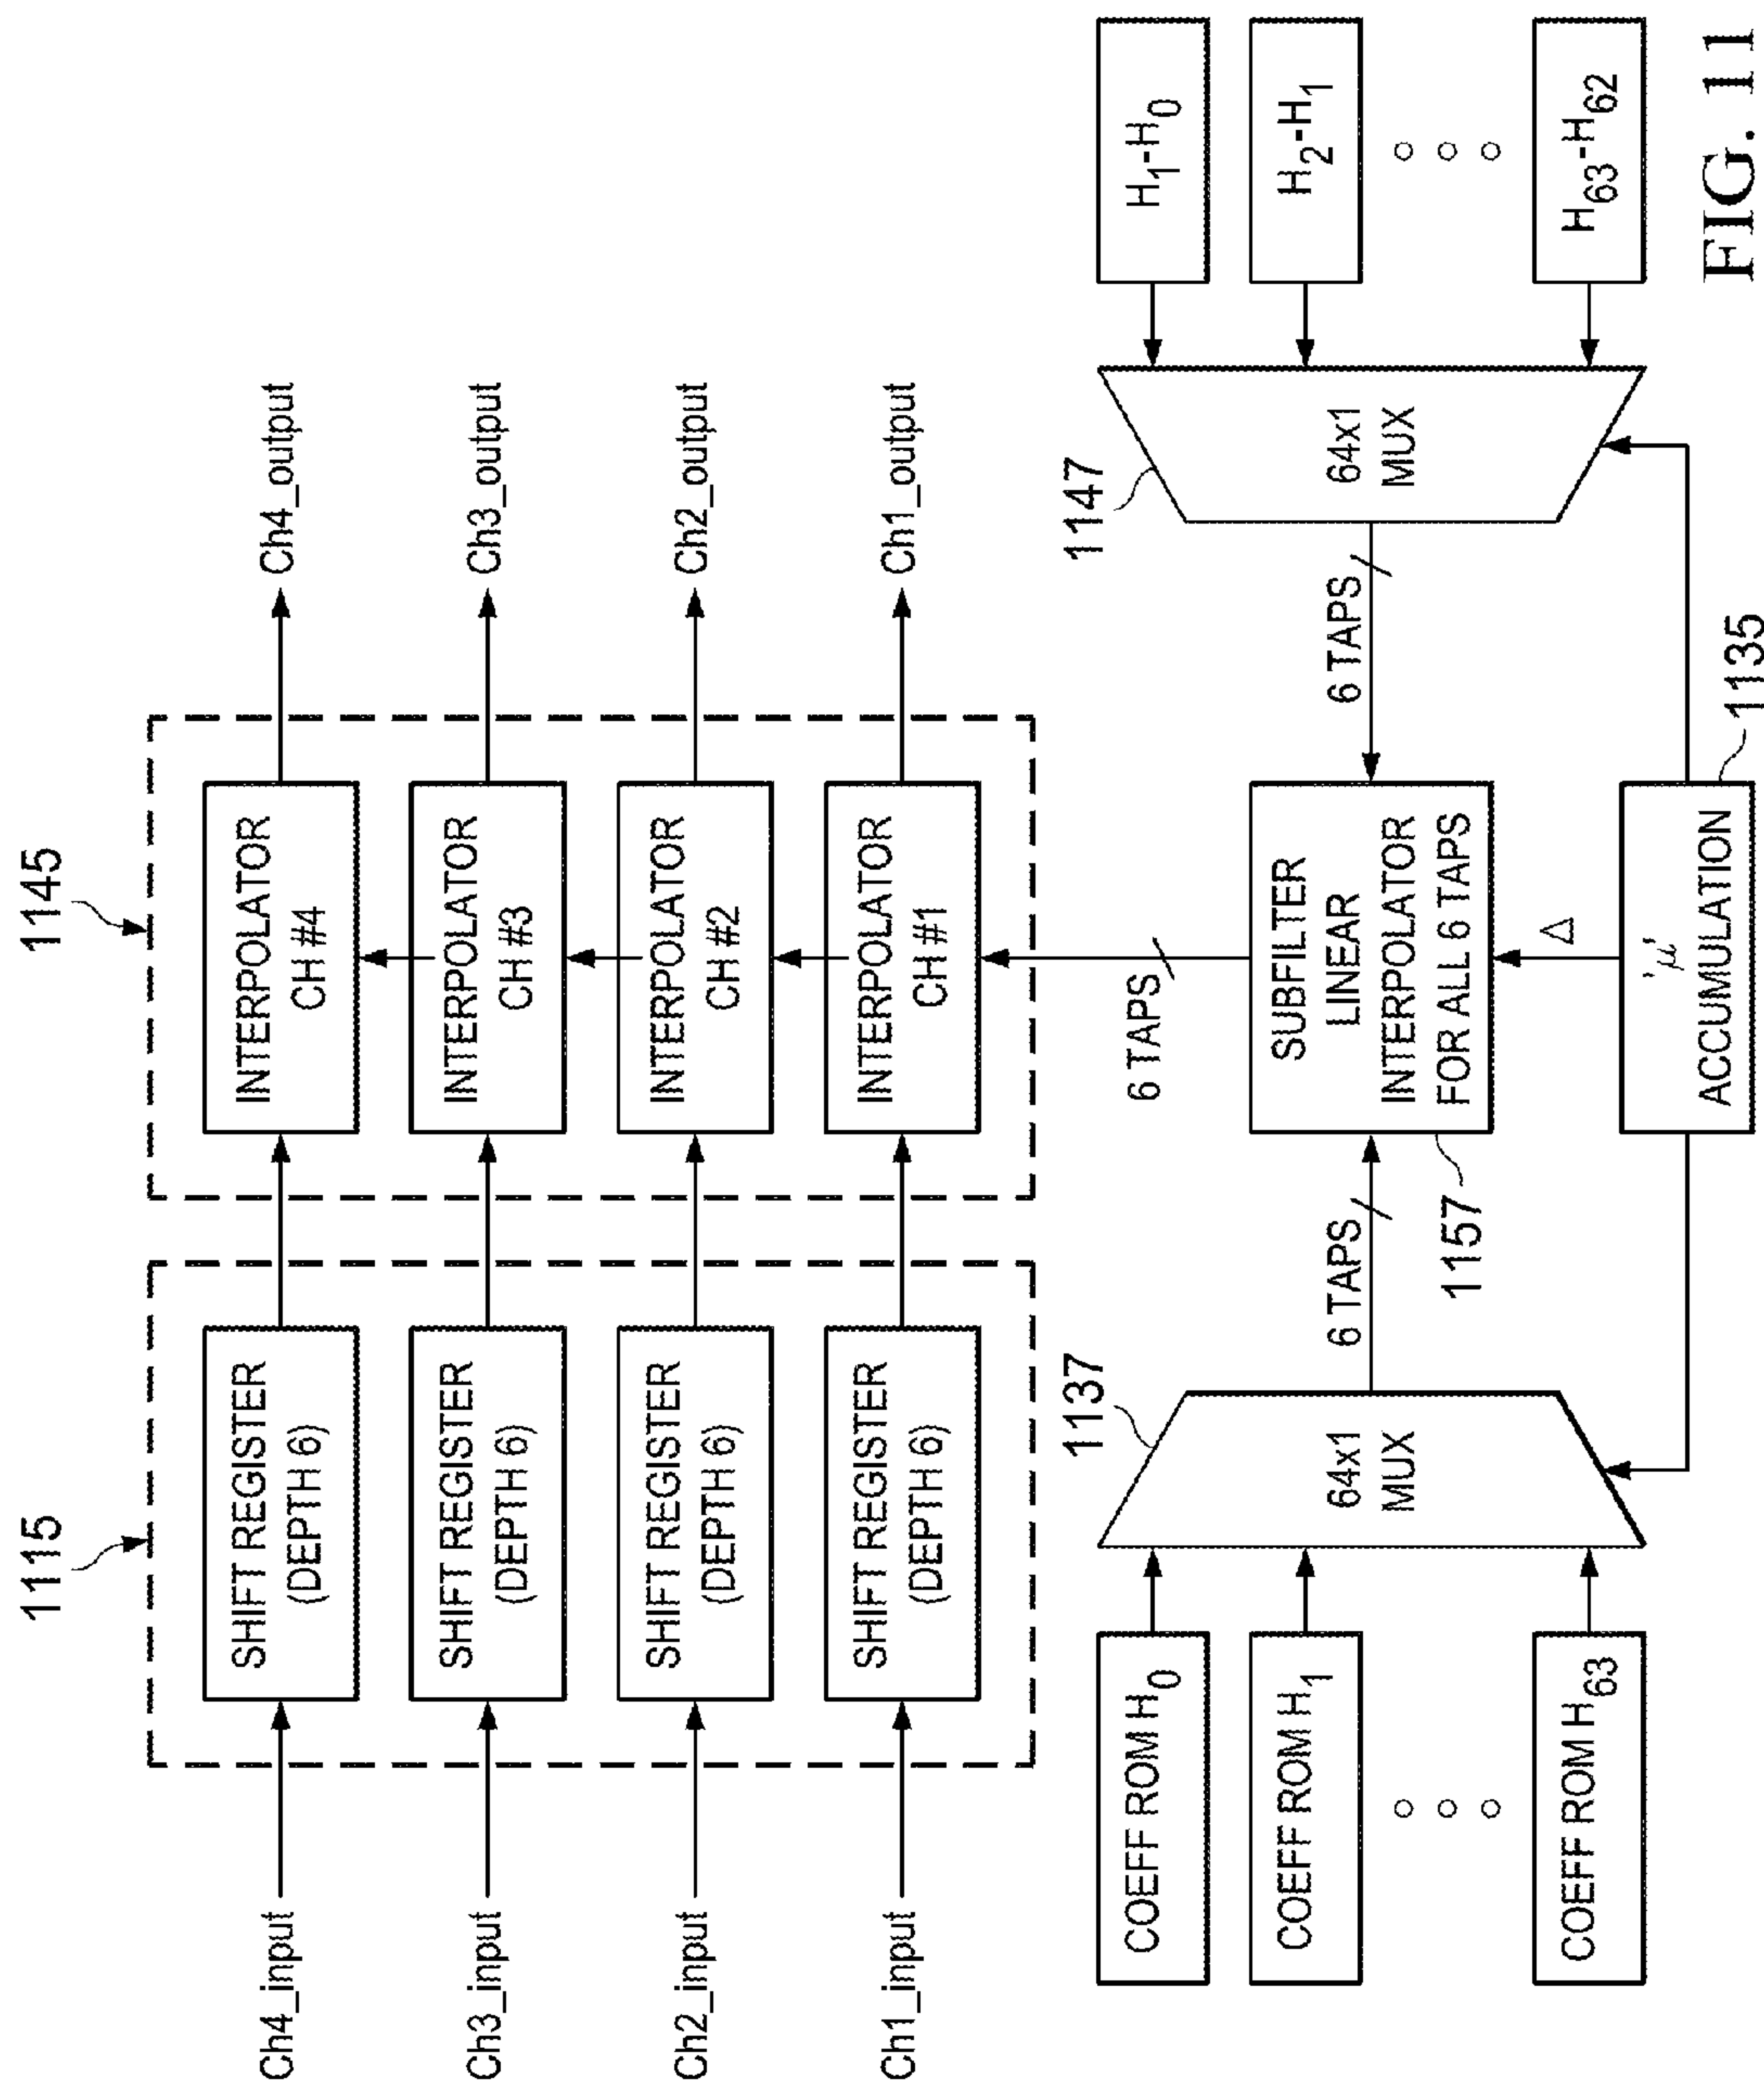 1115
1145
Ch4_input
SHIFT REGISTER
(DEPTH 6)
INTERPOLATOR
CH #4
Ch4_output
Ch3_input
SHIFT REGISTER
(DEPTH 6)
INTERPOLATOR
CH #3
Ch3_output
Ch2_input
SHIFT REGISTER
(DEPTH 6)
INTERPOLATOR
CH #2
Ch2_output
Ch1_input
SHIFT REGISTER
(DEPTH 6)
INTERPOLATOR
CH #1
Ch1_output
COEFF ROM H0
COEFF ROM H1
COEFF ROM H63
1137
64x1
MUX
6 TAPS
6 TAPS
SUBFILTER
LINEAR
INTERPOLATOR
FOR ALL 6 TAPS
1157
Δ
'μ'
ACCUMULATION
1135
6 TAPS
1147
64x1
MUX
H1-H0
H2-H1
H63-H62
FIG. 11